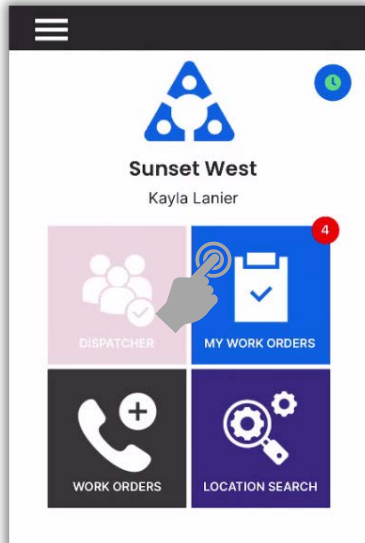 Sunset West
Kayla Lanier
4
DISPATCHER
MY WORK ORDERS
WORK ORDERS
LOCATION SEARCH